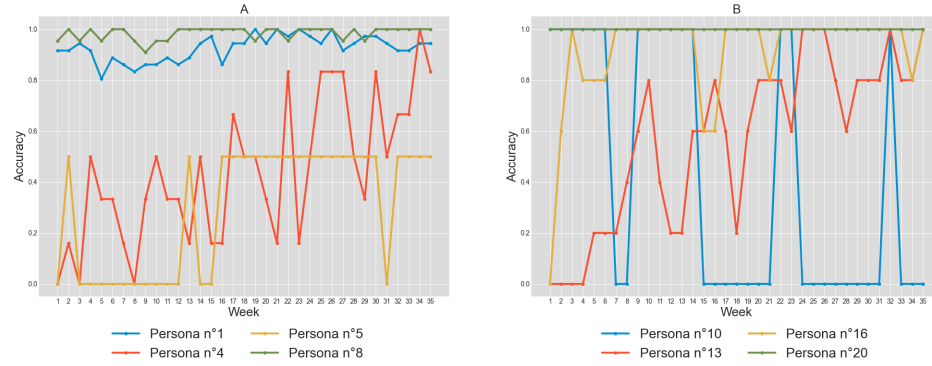 A
B
1.0
0.8
0.6
0.4
0.2
0.0
Accuracy
1 2 3 4 5 6 7 8 9 10 11 12 13 14 15 16 17 18 19 20 21 22 23 24 25 26 27 28 29 30 31 32 33 34 35
Week
Persona n°1
Persona n°5
Persona n°4
Persona n°8
1.0
0.8
0.6
0.4
0.2
0.0
Accuracy
1 2 3 4 5 6 7 8 9 10 11 12 13 14 15 16 17 18 19 20 21 22 23 24 25 26 27 28 29 30 31 32 33 34 35
Week
Persona n°10
Persona n°16
Persona n°13
Persona n°20